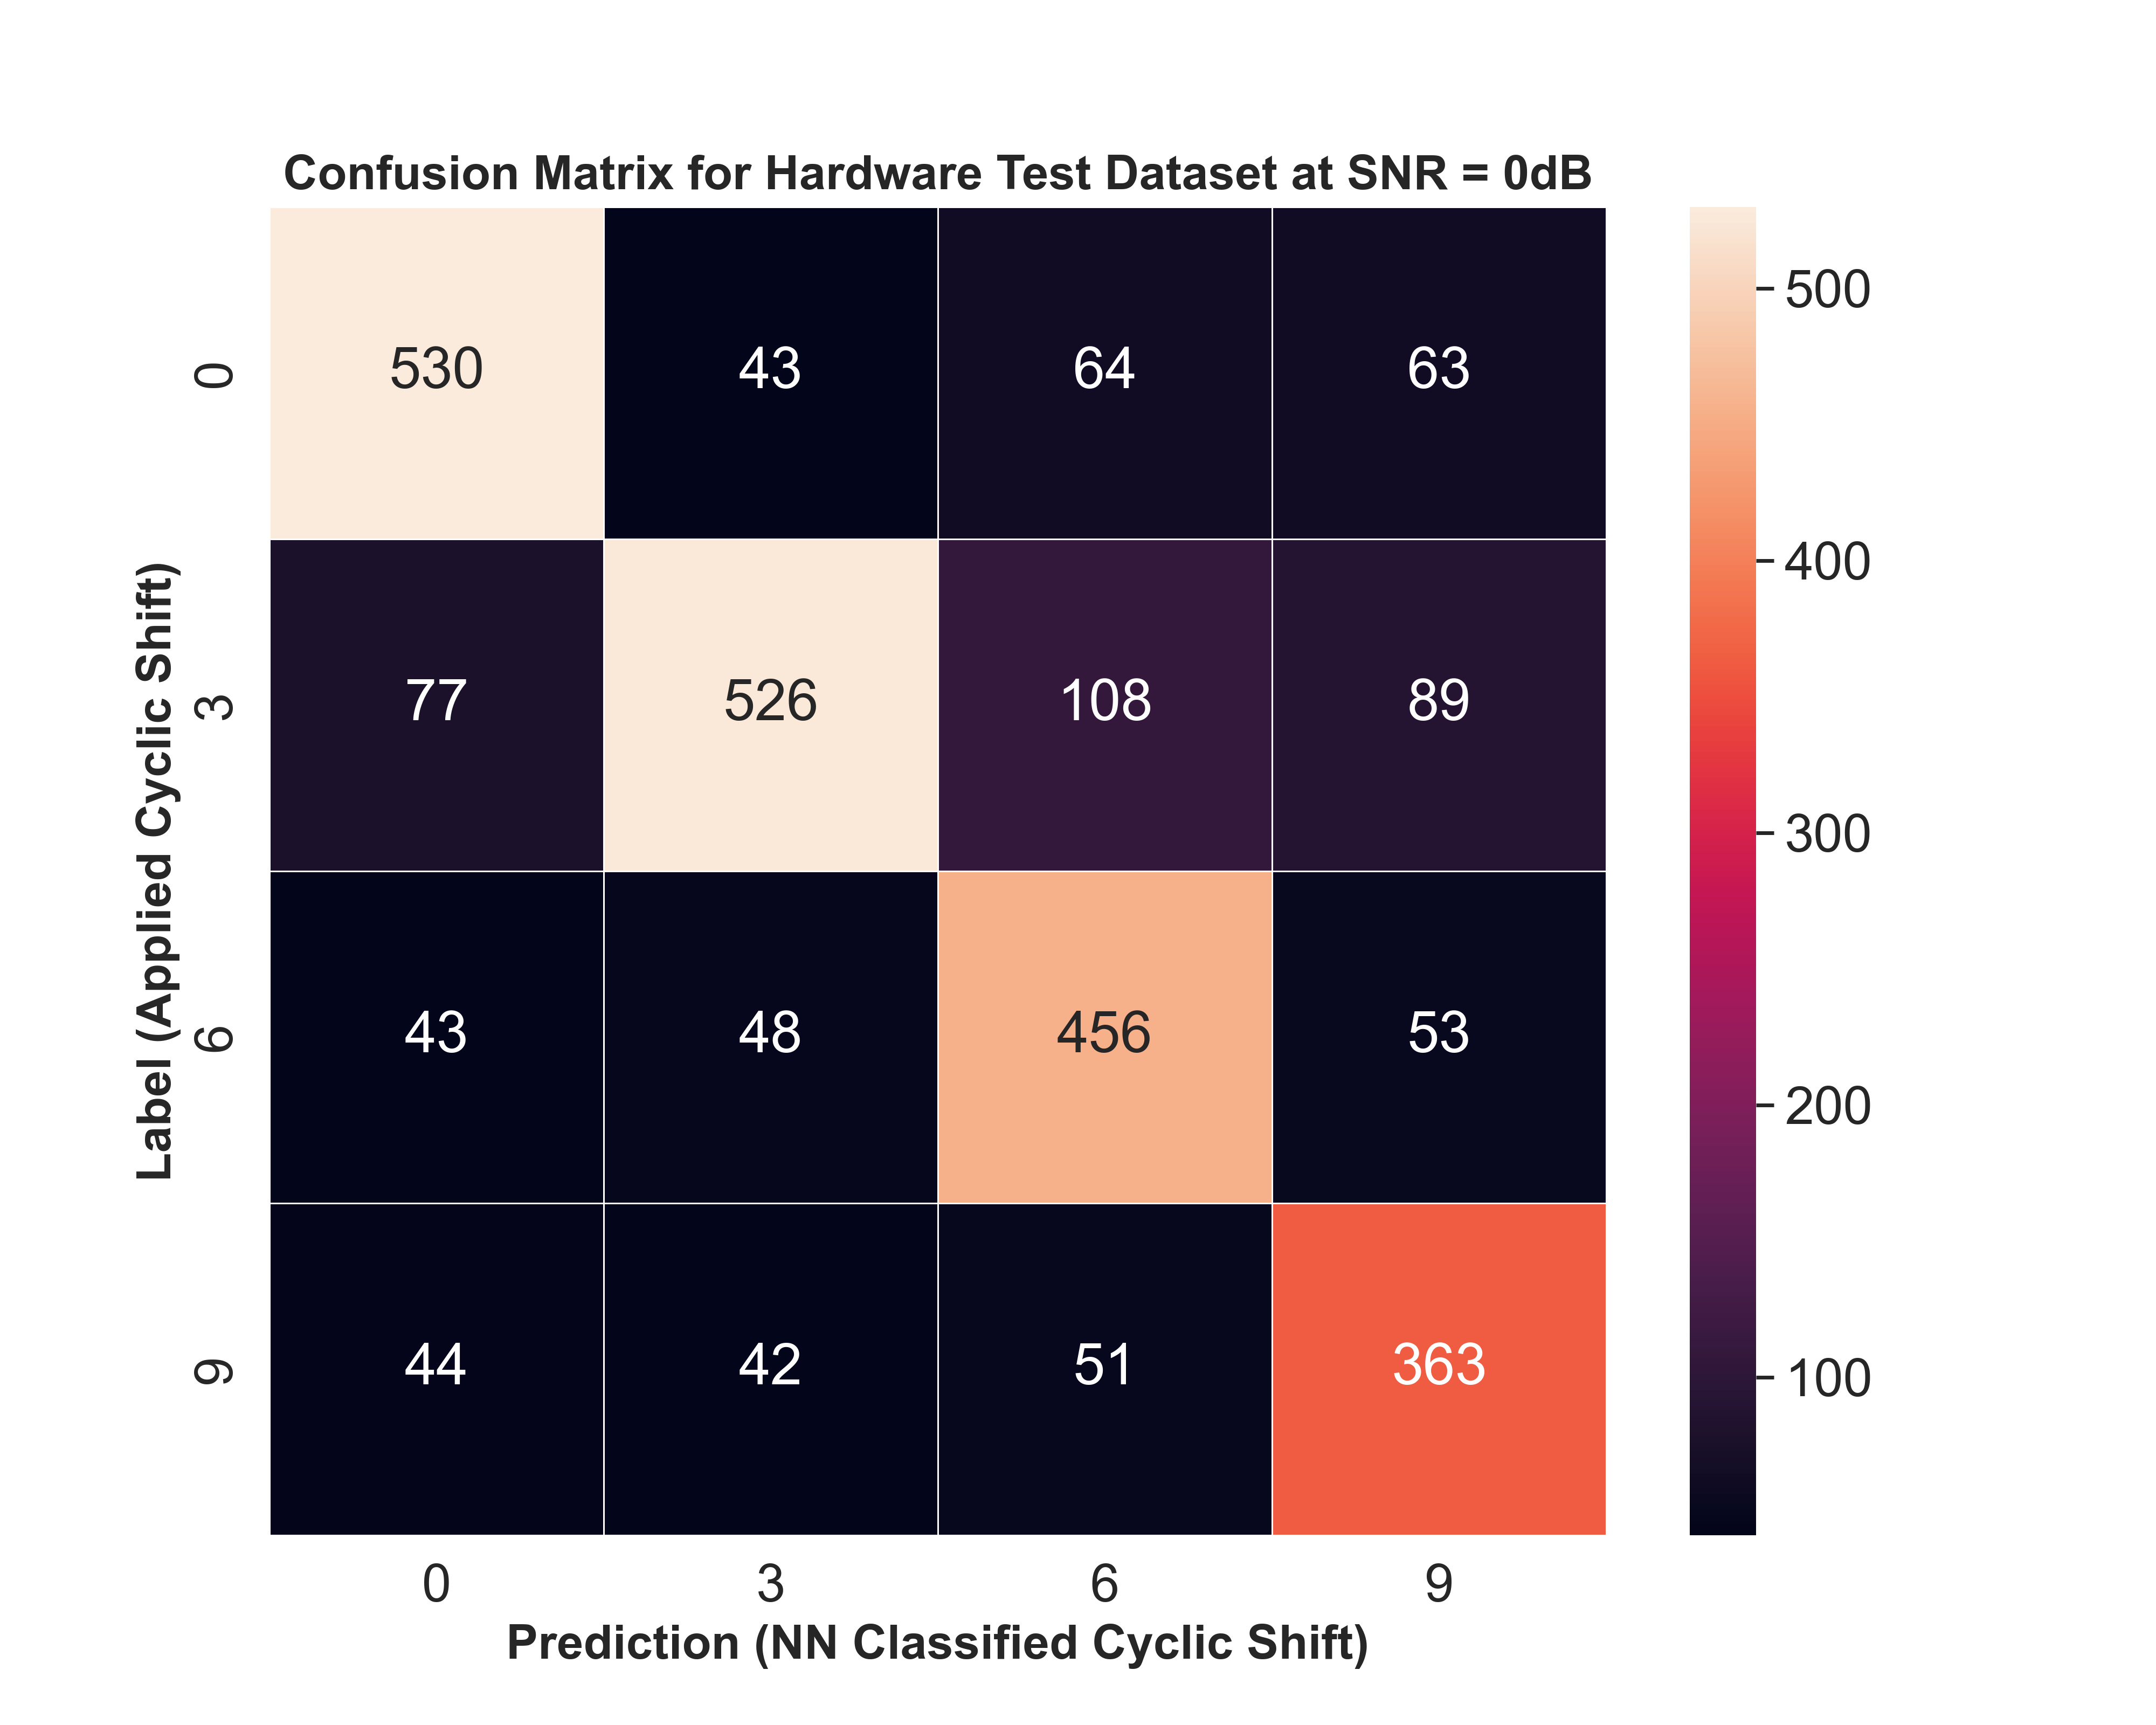 Confusion Matrix for Hardware Test Dataset at SNR = 0dB
Label (Applied Cyclic Shift)
0 530 43 64 63
3 77 526 108 89
6 43 48 456 53
9 44 42 51 363
0 3 6 9
Prediction (NN Classified Cyclic Shift)
500
400
300
200
100